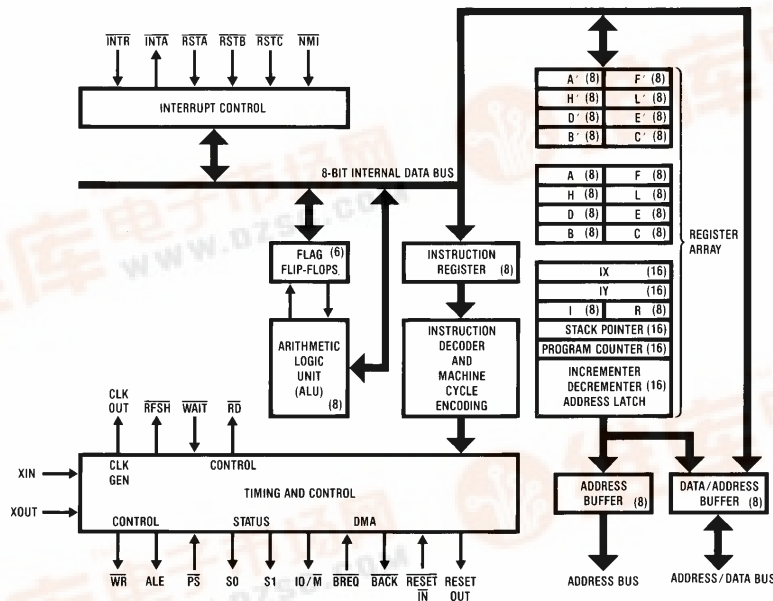 INTR INTA RSTA RSTB RSTC NMI
INTERRUPT CONTROL
8-BIT INTERNAL DATA BUS
A' (8) F' (8)
H' (8) L' (8)
D' (8) E' (8)
B' (8) C' (8)
A (8) F (8)
H (8) L (8)
D (8) E (8)
B (8) C (8)
REGISTER
ARRAY
IX (16)
IY (16)
I (8) R (8)
STACK POINTER (16)
PROGRAM COUNTER (16)
INCREMENTER
DECREMENTER (16)
ADDRESS LATCH
FLAG (6)
FLIP-FLOPS
INSTRUCTION
REGISTER (8)
ARITHMETIC
LOGIC
UNIT
(ALU)
(8)
INSTRUCTION
DECODER
AND
MACHINE
CYCLE
ENCODING
CLK
OUT RFSH WAIT RD
XIN
XOUT
CLK
GEN
CONTROL
TIMING AND CONTROL
CONTROL STATUS DMA
WR ALE PS S0 S1 IO/M BREQ BACK RESET
IN
RESET
OUT
ADDRESS
BUFFER (8)
DATA/ADDRESS
BUFFER (8)
ADDRESS BUS
ADDRESS/DATA BUS
WWW.DZSC.COM